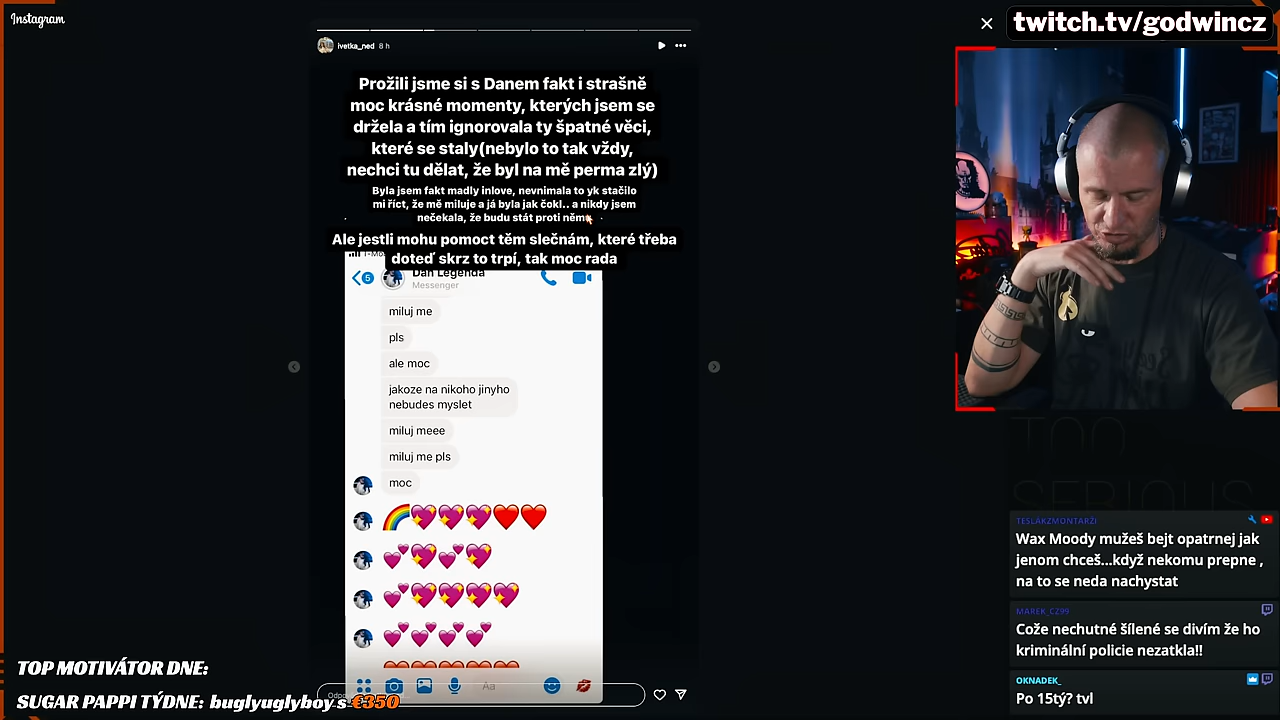 Instagram
ivetka_ned 8 h
Prožili jsme si s Danem fakt i strašně
moc krásné momenty, kterých jsem se
držela a tím ignorovala ty špatné věci,
které se staly(nebylo to tak vždy,
nechci tu dělat, že byl na mě perma zlý)
Byla jsem fakt madly inlove, nevnimala to yk stačilo
mi říct, že mě miluje a já byla jak čokl.. a nikdy jsem
nečekala, že budu stát proti němu
Ale jestli mohu pomoct těm slečnám, které třeba
doteď skrz to trpí, tak moc rada
5
Dan Legenda
Messenger
miluj me
pls
ale moc
jakoze na nikoho jinyho
nebudes myslet
miluj meee
miluj me pls
moc
Aa
twitch.tv/godwincz
TOO
SERIOUS
TESLAKZMONTARZI
Wax Moody mužeš bejt opatrnej jak
jenom chceš...když nekomu prepne ,
na to se neda nachystat
MAREK_CZ99
Cože nechutné šílené se divím že ho
kriminální policie nezatkla!!
OKNADEK_
Po 15tý? tvl
TOP MOTIVÁTOR DNE:
SUGAR PAPPI TÝDNE: buglyuglyboy s €350